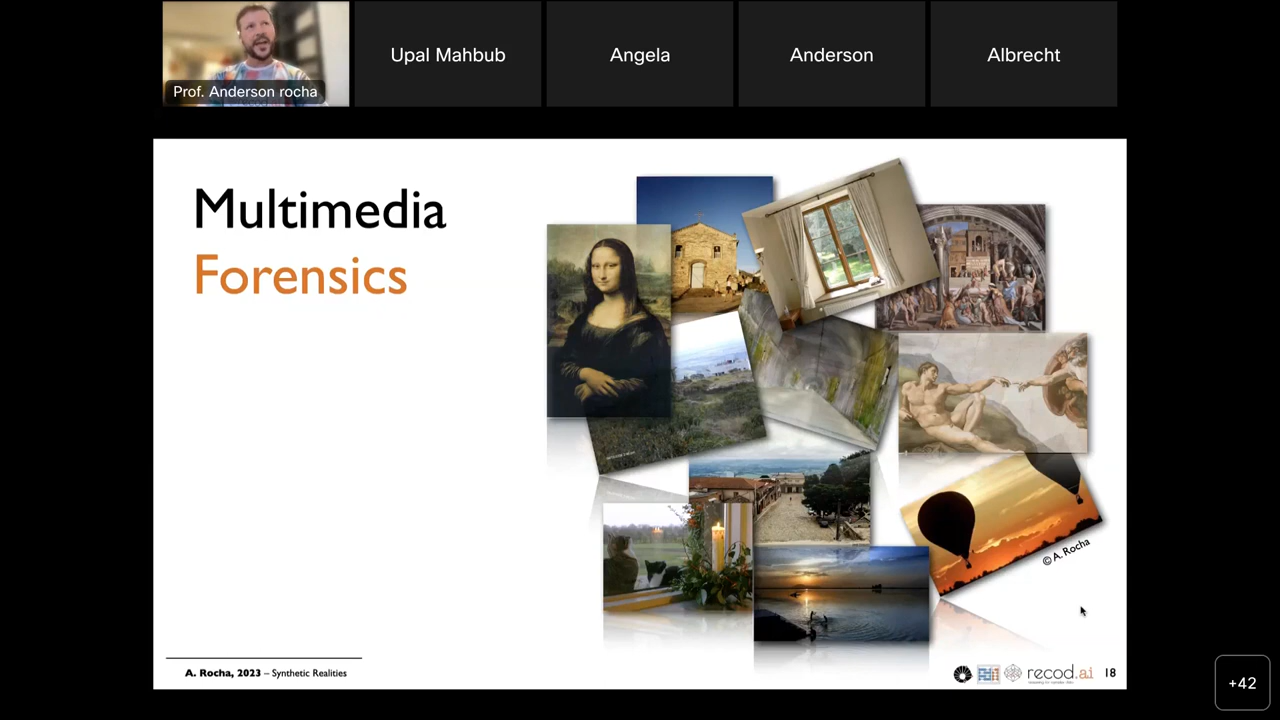 Prof. Anderson rocha
Upal Mahbub
Angela
Anderson
Albrecht
Multimedia
Forensics
© A. Rocha
A. Rocha, 2023 – Synthetic Realities
recod.ai
18
+42